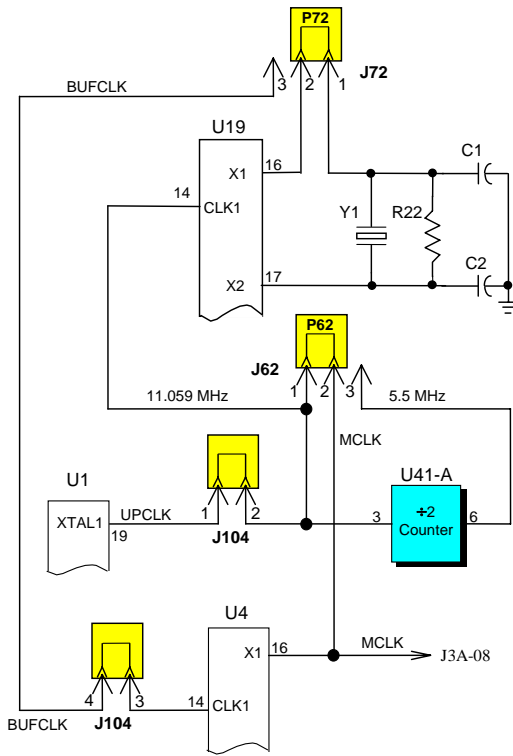 P72
J72
3
2
1
BUFCLK
U19
C1
X1
16
14
CLK1
Y1
R22
C2
X2
17
P62
J62
1
2
3
11.059 MHz
5.5 MHz
MCLK
U41-A
U1
÷2
Counter
XTAL1
UPCLK
19
1
2
3
6
J104
U4
X1
16
MCLK
J3A-08
4
3
14
CLK1
BUFCLK
J104